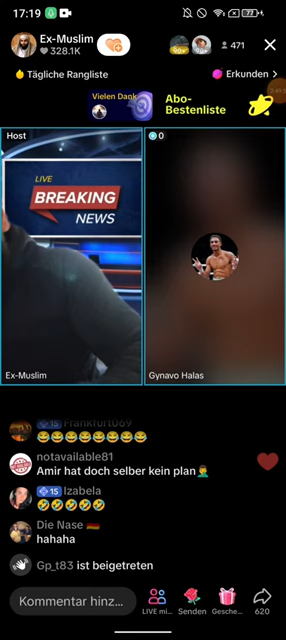 17:19
77
Ex-Muslim
328.1K
471
Tägliche Rangliste
Erkunden >
Vielen Dank
Abo-
Bestenliste
Host
0
LIVE
BREAKING
NEWS
Ex-Muslim
Gynavo Halas
15 Frankfurt069
😂😂😂😂😂😂😂😂
notavailable81
Amir hat doch selber kein plan🤦‍♂️
15 Izabela
🤣🤣🤣🤣🤣
Die Nase 🇩🇪
hahaha
Gp_t83 ist beigetreten
Kommentar hinz...
LIVE mi...
Senden
Gesche...
620